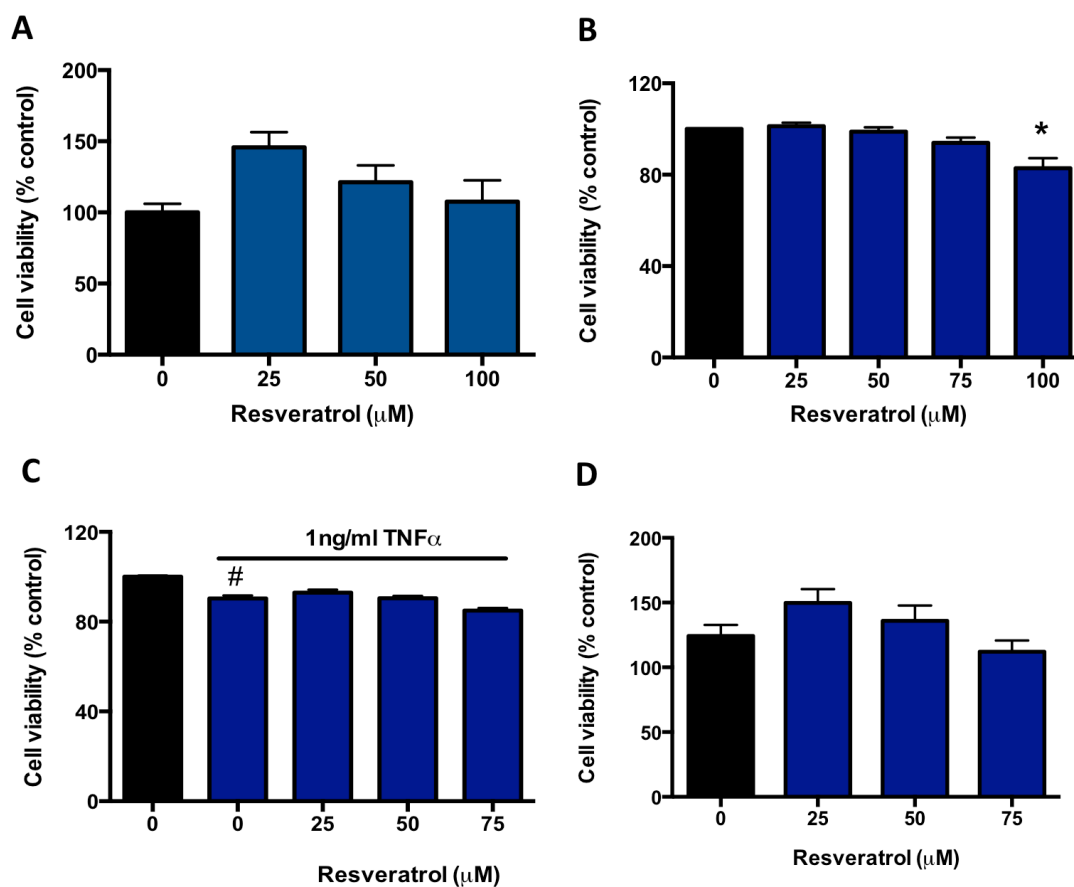 A
Cell viability (% control)
200
150
100
50
0
0 25 50 100
Resveratrol (μM)
B
Cell viability (% control)
120
80
40
0
*
0 25 50 75 100
Resveratrol (μM)
C
Cell viability (% control)
120
80
40
0
1ng/ml TNFα
#
0 0 25 50 75
Resveratrol (μM)
D
Cell viability (% control)
200
150
100
50
0
0 25 50 75
Resveratrol (μM)